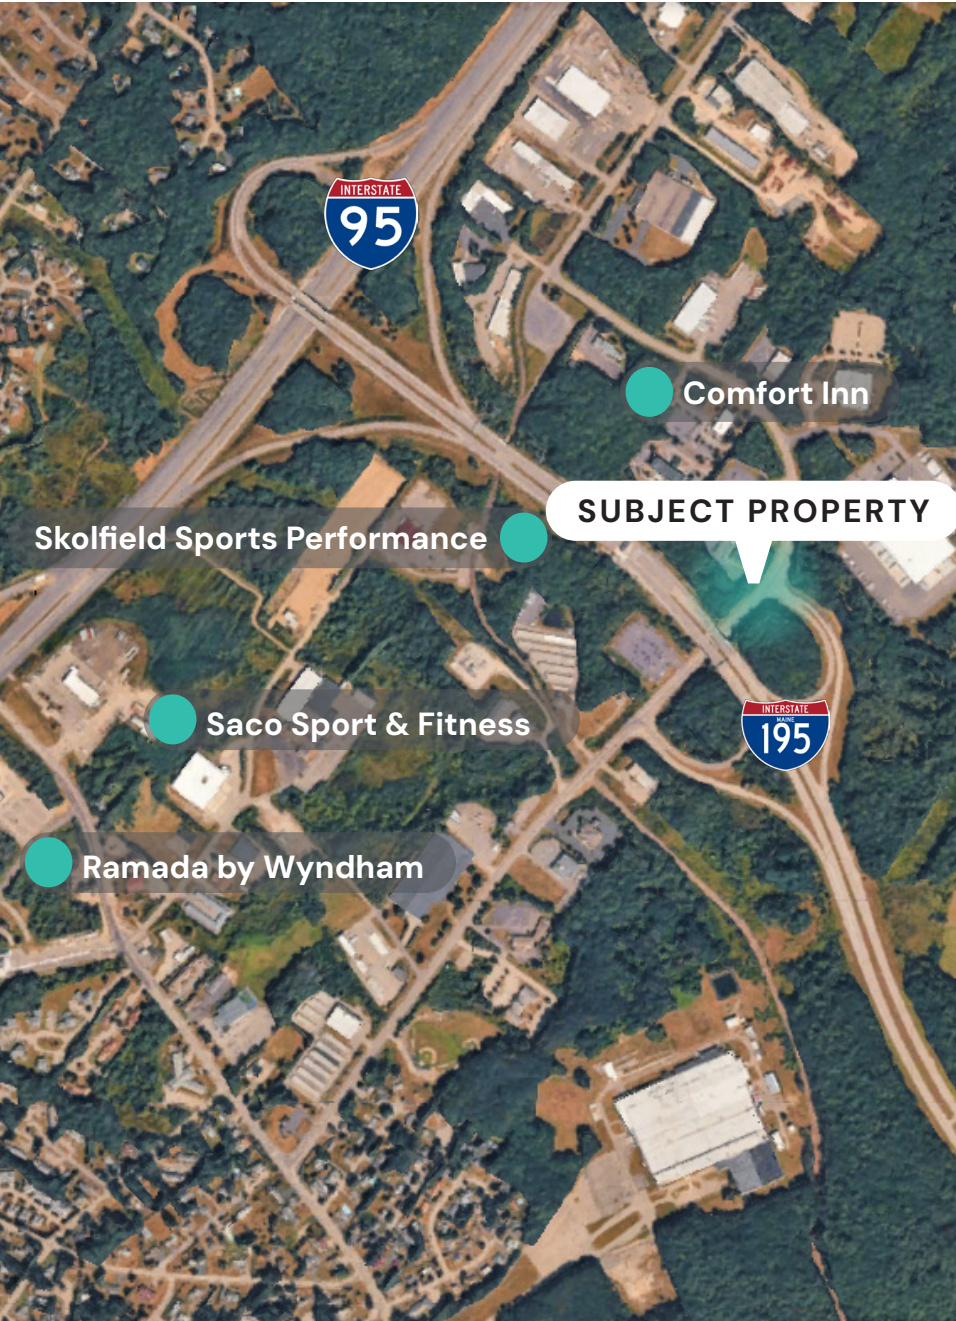 INTERSTATE
95
Comfort Inn
SUBJECT PROPERTY
Skolfield Sports Performance
Saco Sport & Fitness
INTERSTATE
MAINE
195
Ramada by Wyndham